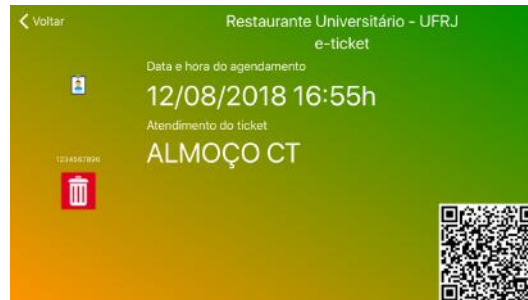 Voltar
Restaurante Universitário - UFRJ
e-ticket
Data e hora do agendamento
12/08/2018 16:55h
Atendimento do ticket
ALMOÇO CT
1234567896